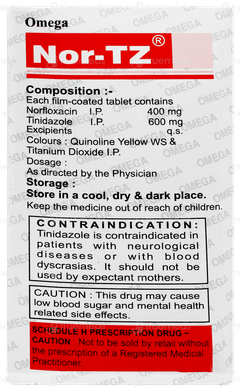 Omega
Nor-TZ®
Composition :-
Each film-coated tablet contains
Norfloxacin I.P. 400 mg
Tinidazole I.P. 600 mg
Excipients q.s.
Colours : Quinoline Yellow WS &
Titanium Dioxide I.P.
Dosage :
As directed by the Physician
Storage :
Store in a cool, dry & dark place.
Keep the medicine out of reach of children.
CONTRAINDICATION:
Tinidazole is contraindicated in
patients with neurological
diseases or with blood
dyscrasias. It should not be
used by expectant mothers.
CAUTION : This drug may cause
low blood sugar and mental health
related side effects.
SCHEDULE H PRESCRIPTION DRUG –
CAUTION : Not to be sold by retail without
the prescription of a Registered Medical
Practitioner.